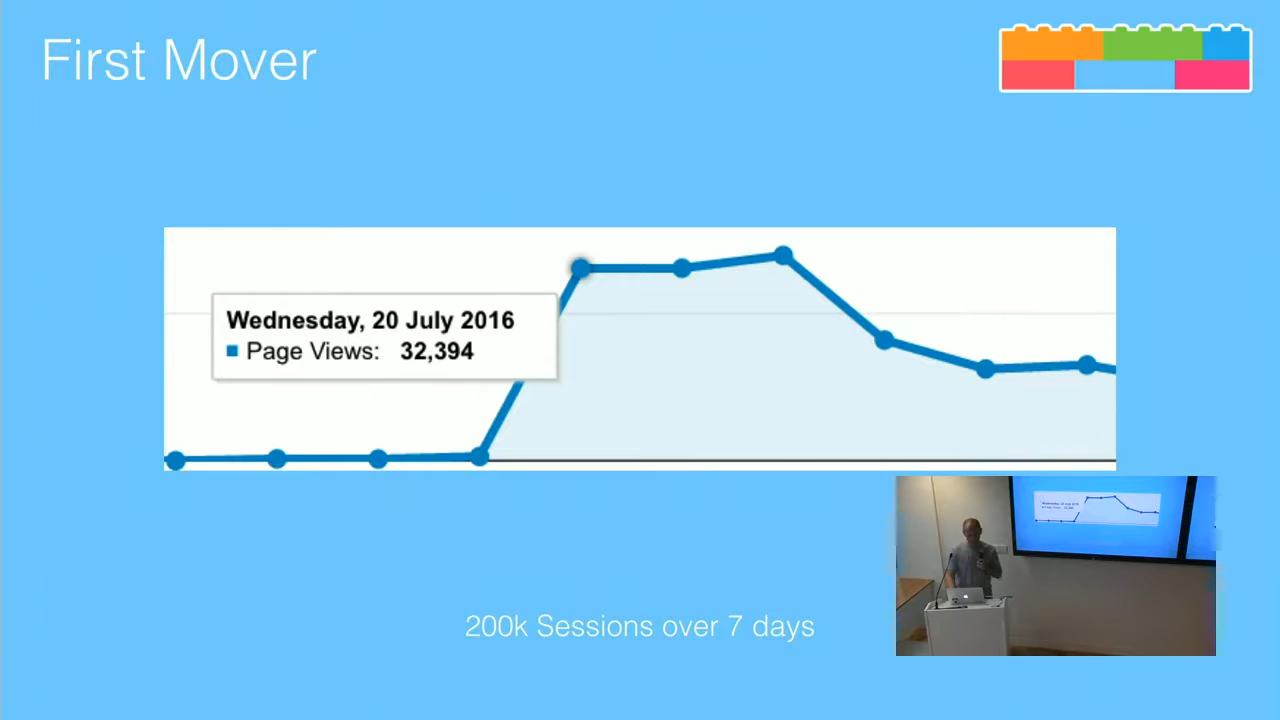 First Mover
Wednesday, 20 July 2016
Page Views: 32,394
200k Sessions over 7 days